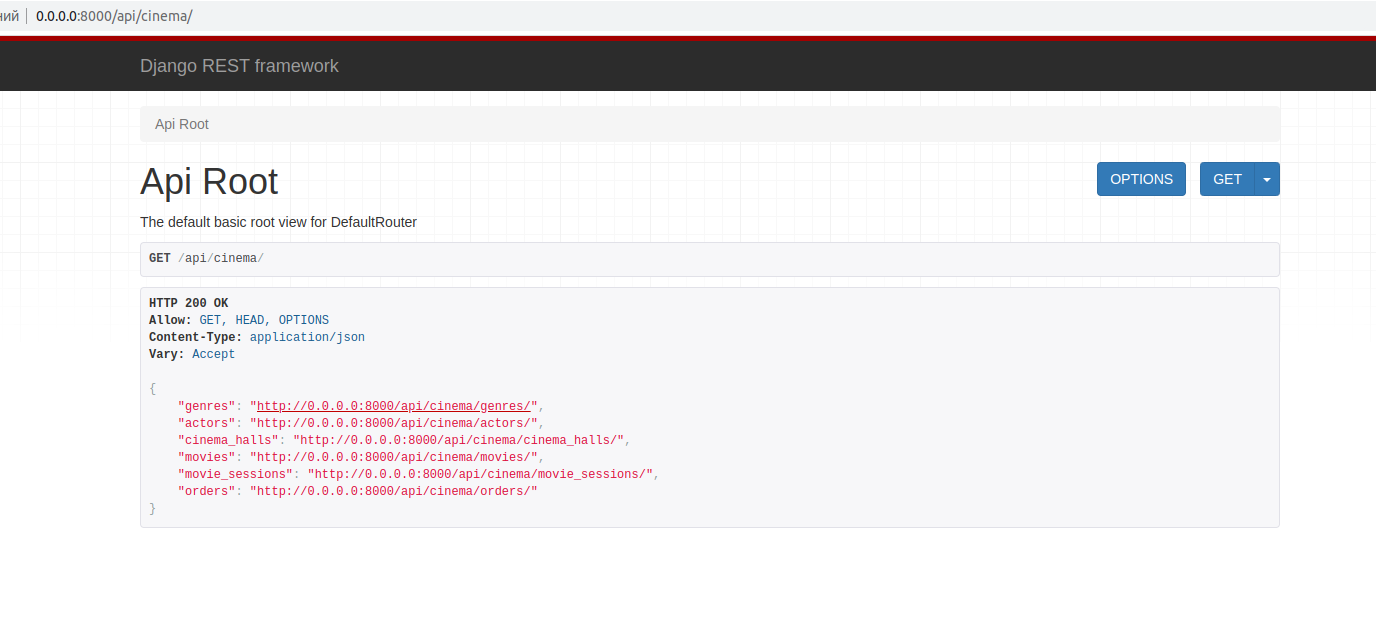 ний 0.0.0.0:8000/api/cinema/
Django REST framework
Api Root
Api Root
OPTIONS GET
The default basic root view for DefaultRouter
GET /api/cinema/
HTTP 200 OK
Allow: GET, HEAD, OPTIONS
Content-Type: application/json
Vary: Accept
{
"genres": "http://0.0.0.0:8000/api/cinema/genres/",
"actors": "http://0.0.0.0:8000/api/cinema/actors/",
"cinema_halls": "http://0.0.0.0:8000/api/cinema/cinema_halls/",
"movies": "http://0.0.0.0:8000/api/cinema/movies/",
"movie_sessions": "http://0.0.0.0:8000/api/cinema/movie_sessions/",
"orders": "http://0.0.0.0:8000/api/cinema/orders/"
}